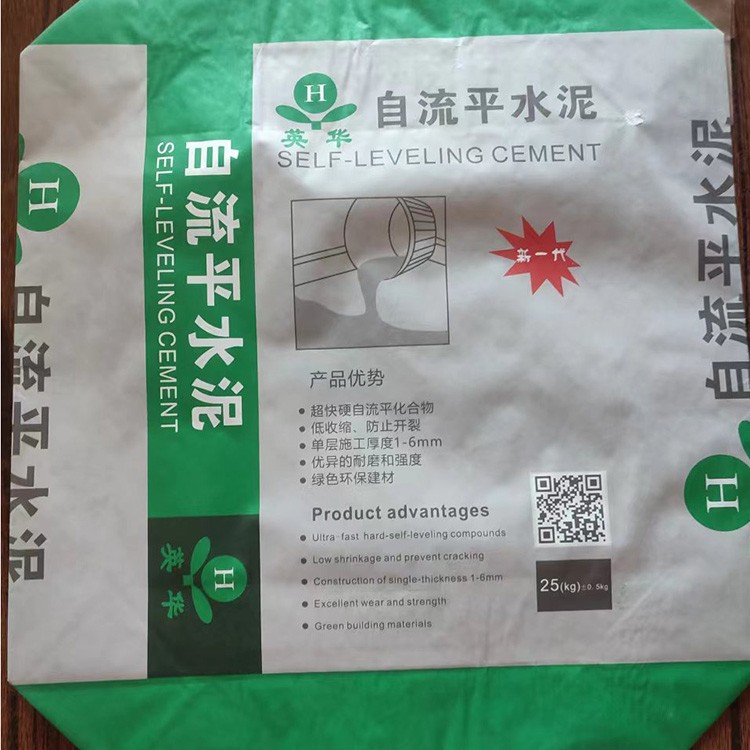 H
英华
自流平水泥
SELF-LEVELING CEMENT
新一代
产品优势
• 超快硬自流平化合物
• 低收缩、防止开裂
• 单层施工厚度1-6mm
• 优异的耐磨和强度
• 绿色环保建材
Product advantages
• Ultra-fast hard-self-leveling compounds
• Low shrinkage and prevent cracking
• Construction of single-thickness 1-6mm
• Excellent wear and strength
• Green building materials
25(kg)±0.5kg
自流平水泥
SELF-LEVELING CEMENT
H
英华
H
自流平水泥
自流平水泥
H